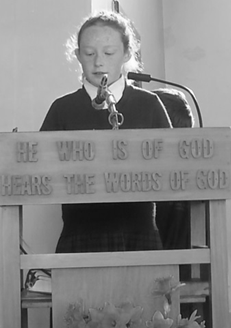 HE WHO IS OF GOD
HEARS THE WORDS OF GOD